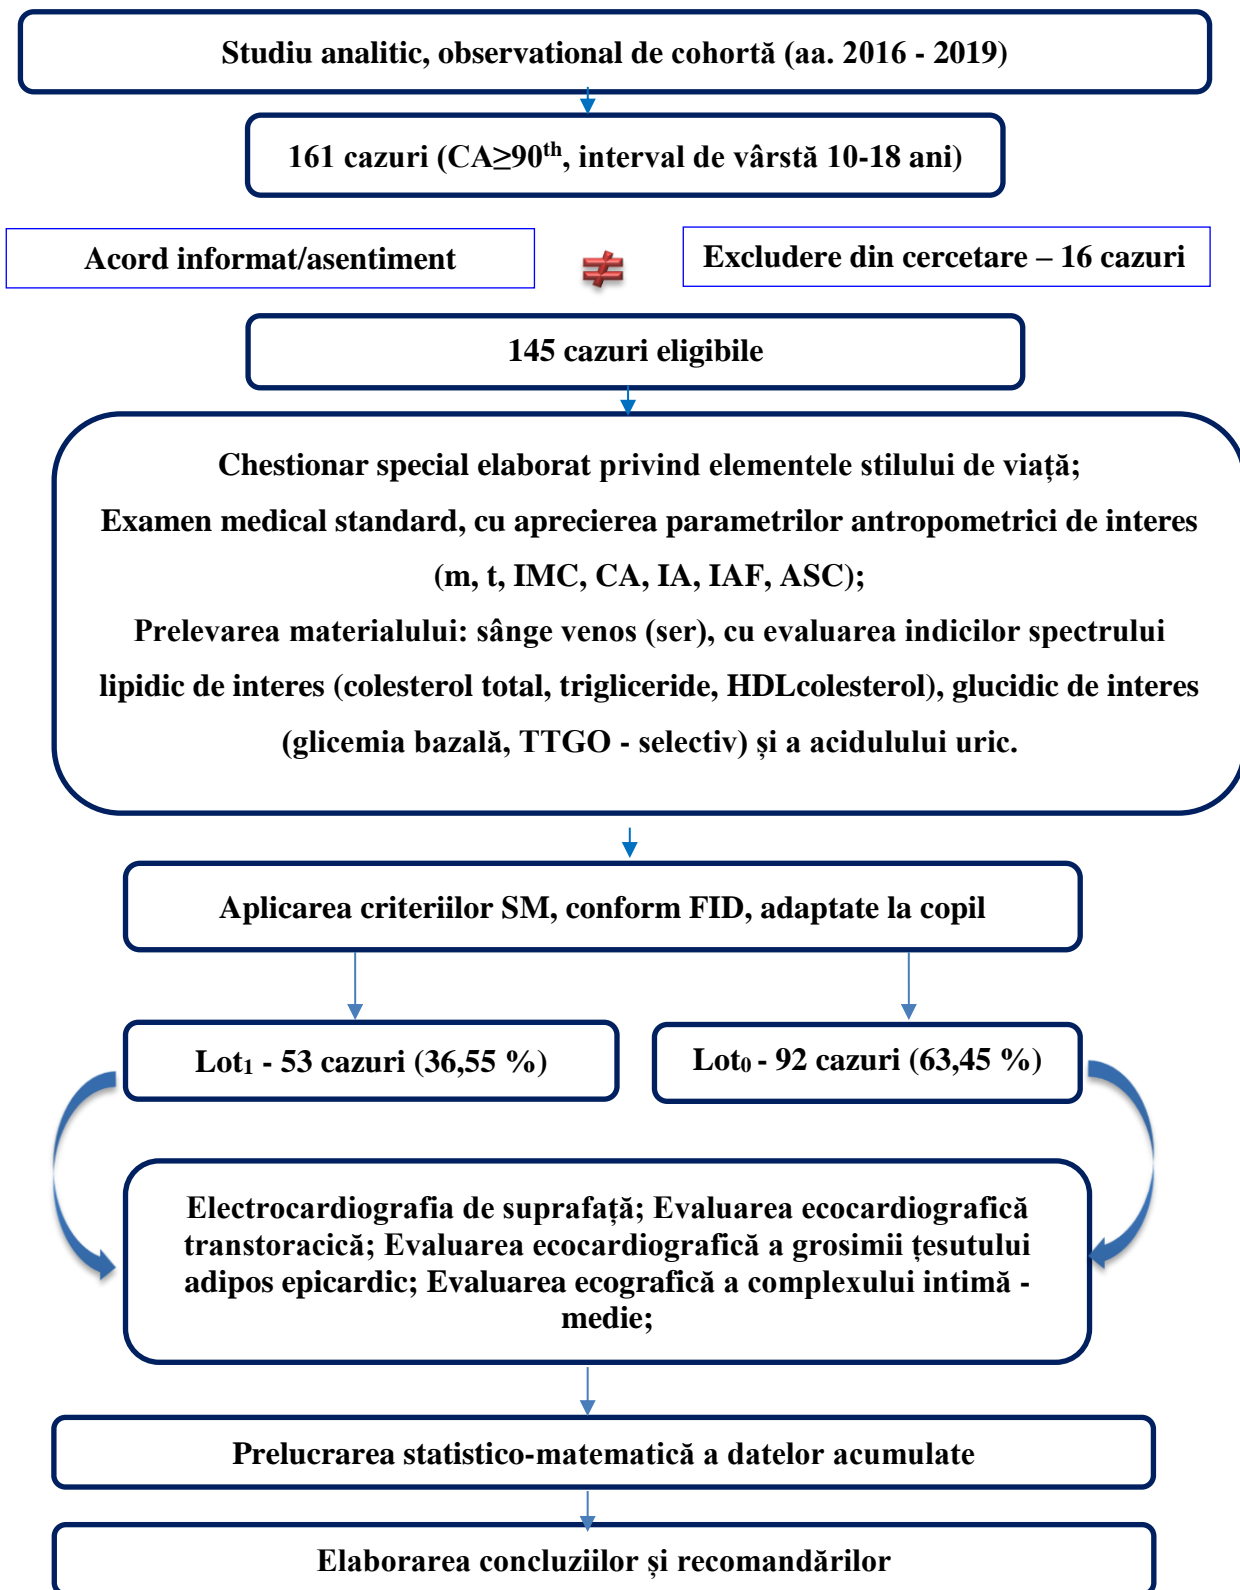 Studiu analitic, observational de cohortă (aa. 2016 - 2019)
161 cazuri (CA≥90th, interval de vârstă 10-18 ani)
Acord informat/asentiment
Excludere din cercetare – 16 cazuri
145 cazuri eligibile
Chestionar special elaborat privind elementele stilului de viață;
Examen medical standard, cu aprecierea parametrilor antropometrici de interes
(m, t, IMC, CA, IA, IAF, ASC);
Prelevarea materialului: sânge venos (ser), cu evaluarea indicilor spectrului
lipidic de interes (colesterol total, trigliceride, HDLcolesterol), glucidic de interes
(glicemia bazală, TTGO - selectiv) și a acidulului uric.
Aplicarea criteriilor SM, conform FID, adaptate la copil
Lot1 - 53 cazuri (36,55 %)
Lot0 - 92 cazuri (63,45 %)
Electrocardiografia de suprafață; Evaluarea ecocardiografică
transtoracică; Evaluarea ecocardiografică a grosimii țesutului
adipos epicardic; Evaluarea ecografică a complexului intimă -
medie;
Prelucrarea statistico-matematică a datelor acumulate
Elaborarea concluziilor și recomandărilor